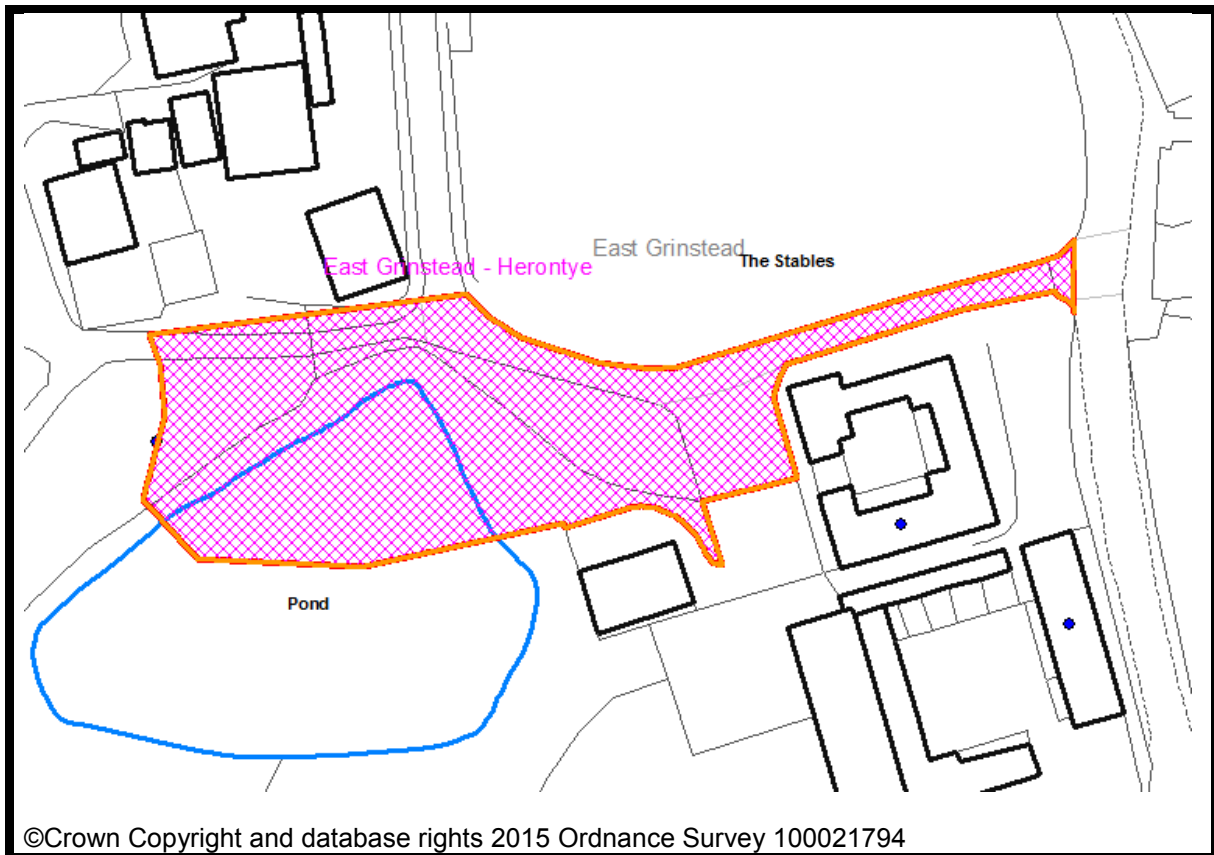 East Grinstead
The Stables
East Grinstead - Herontye
Pond
©Crown Copyright and database rights 2015 Ordnance Survey 100021794